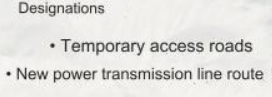 Designations
• Temporary access roads
• New power transmission line route